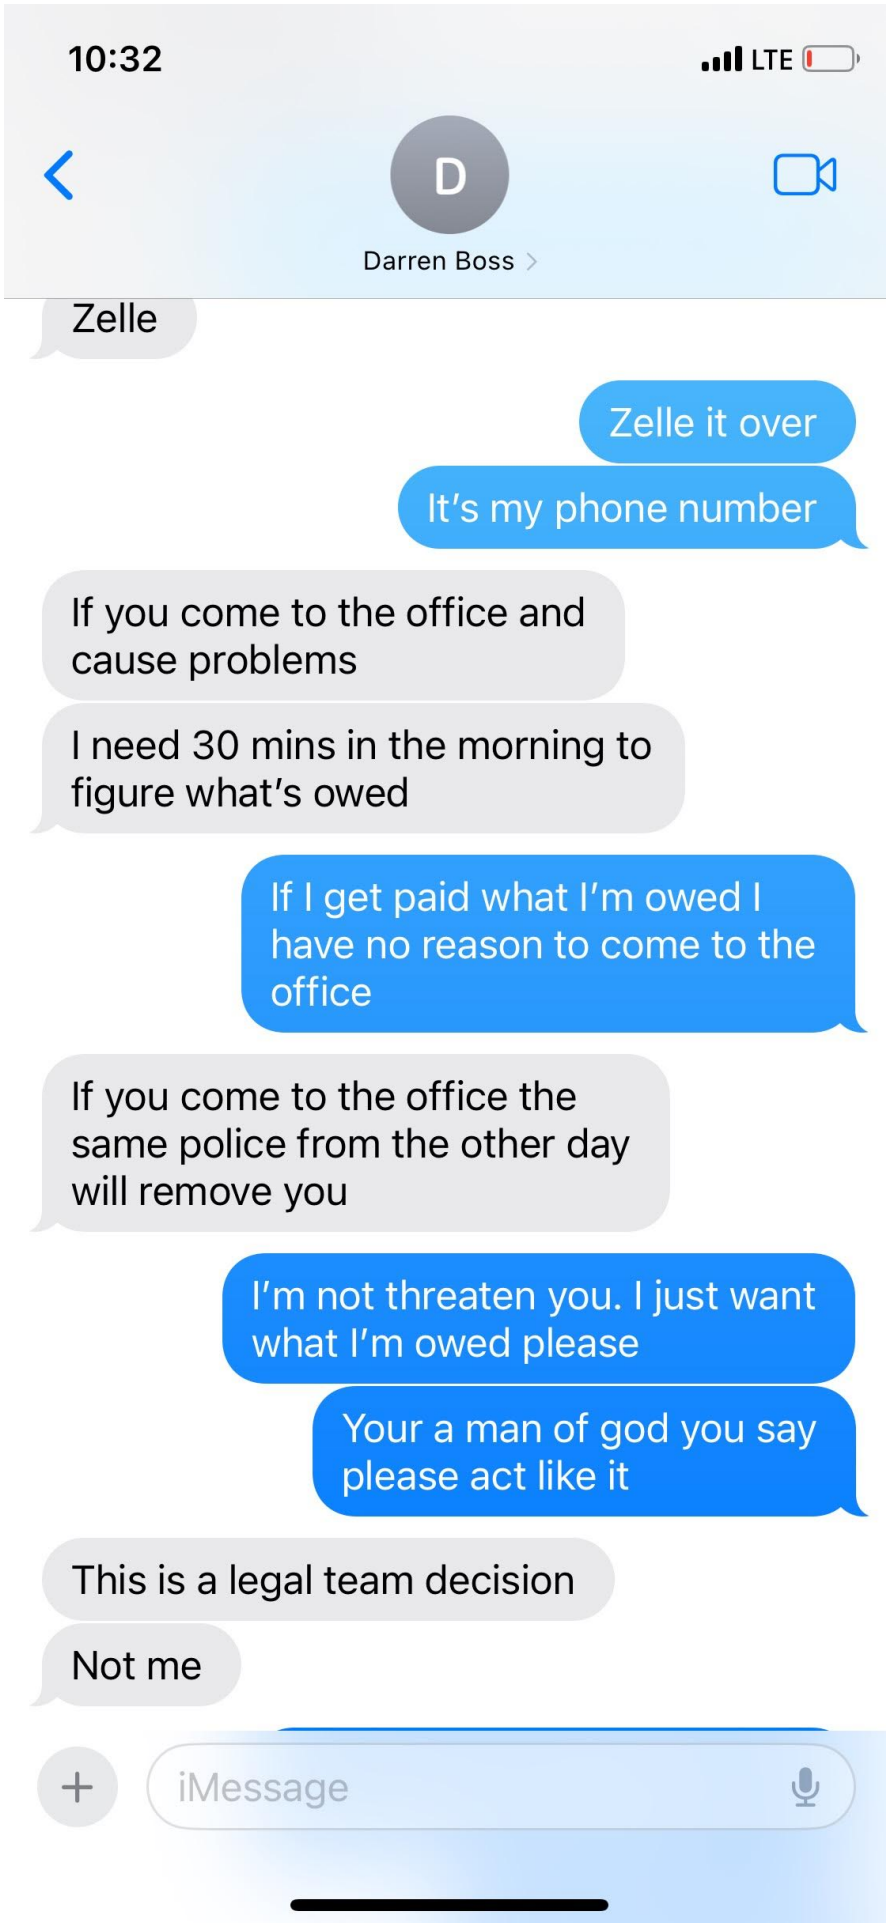 10:32
LTE
D
Darren Boss
Zelle
Zelle it over
It’s my phone number
If you come to the office and
cause problems
I need 30 mins in the morning to
figure what’s owed
If I get paid what I’m owed I
have no reason to come to the
office
If you come to the office the
same police from the other day
will remove you
I’m not threaten you. I just want
what I’m owed please
Your a man of god you say
please act like it
This is a legal team decision
Not me
iMessage